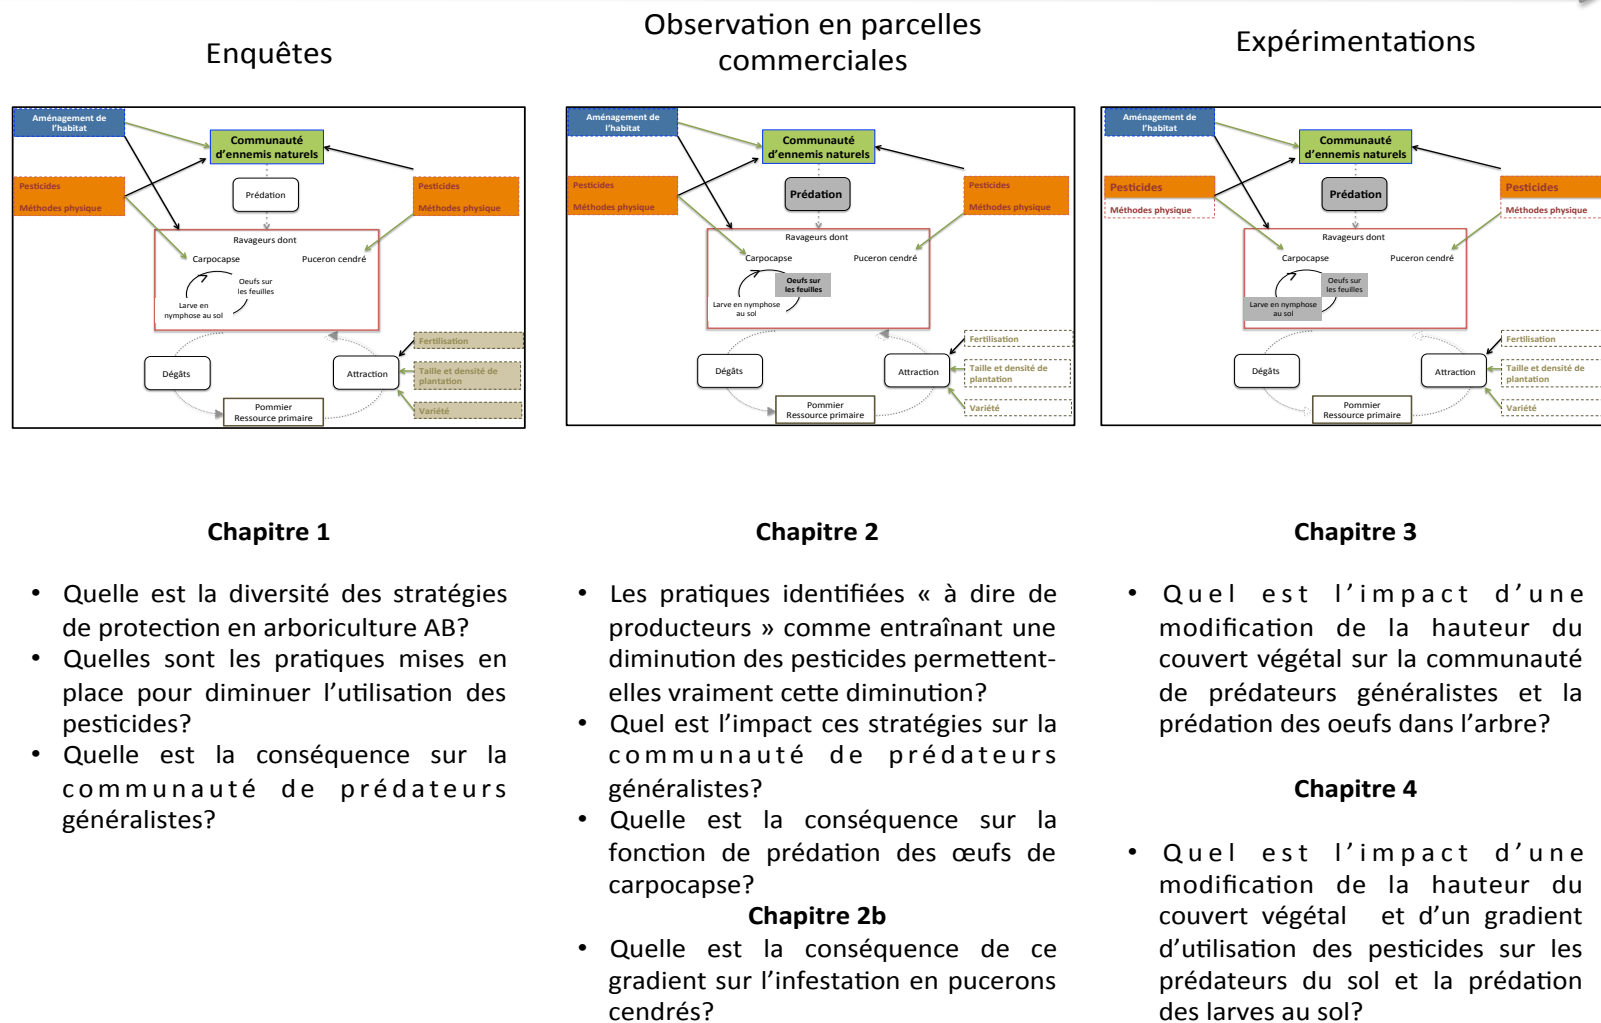 Enquêtes
Observation en parcelles
commerciales
Expérimentations
Aménagement de
l'habitat
Communauté
d'ennemis naturels
Pesticides
Méthodes physique
Prédation
Pesticides
Méthodes physique
Ravageurs dont
Carpocapse
Puceron cendré
Oeufs sur
les feuilles
Larve en
nymphose au sol
Dégâts
Attraction
Fertilisation
Taille et densité de
plantation
Variété
Pommier
Ressource primaire
Aménagement de
l'habitat
Communauté
d'ennemis naturels
Pesticides
Méthodes physique
Prédation
Pesticides
Méthodes physique
Ravageurs dont
Carpocapse
Puceron cendré
Oeufs sur
les feuilles
Larve en nymphose
au sol
Dégâts
Attraction
Fertilisation
Taille et densité de
plantation
Variété
Pommier
Ressource primaire
Aménagement de
l'habitat
Communauté
d'ennemis naturels
Pesticides
Méthodes physique
Prédation
Pesticides
Méthodes physique
Ravageurs dont
Carpocapse
Puceron cendré
Oeufs sur
les feuilles
Larve en nymphose
au sol
Dégâts
Attraction
Fertilisation
Taille et densité de
plantation
Variété
Pommier
Ressource primaire
Chapitre 1
• Quelle est la diversité des stratégies
de protection en arboriculture AB?
• Quelles sont les pratiques mises en
place pour diminuer l'utilisation des
pesticides?
• Quelle est la conséquence sur la
communauté de prédateurs
généralistes?
Chapitre 2
• Les pratiques identifiées « à dire de
producteurs » comme entraînant une
diminution des pesticides permettent-
elles vraiment cette diminution?
• Quel est l'impact ces stratégies sur la
communauté de prédateurs
généralistes?
• Quelle est la conséquence sur la
fonction de prédation des œufs de
carpocapse?
Chapitre 2b
• Quelle est la conséquence de ce
gradient sur l'infestation en pucerons
cendrés?
Chapitre 3
• Quel est l'impact d'une
modification de la hauteur du
couvert végétal sur la communauté
de prédateurs généralistes et la
prédation des oeufs dans l'arbre?
Chapitre 4
• Quel est l'impact d'une
modification de la hauteur du
couvert végétal et d'un gradient
d'utilisation des pesticides sur les
prédateurs du sol et la prédation
des larves au sol?